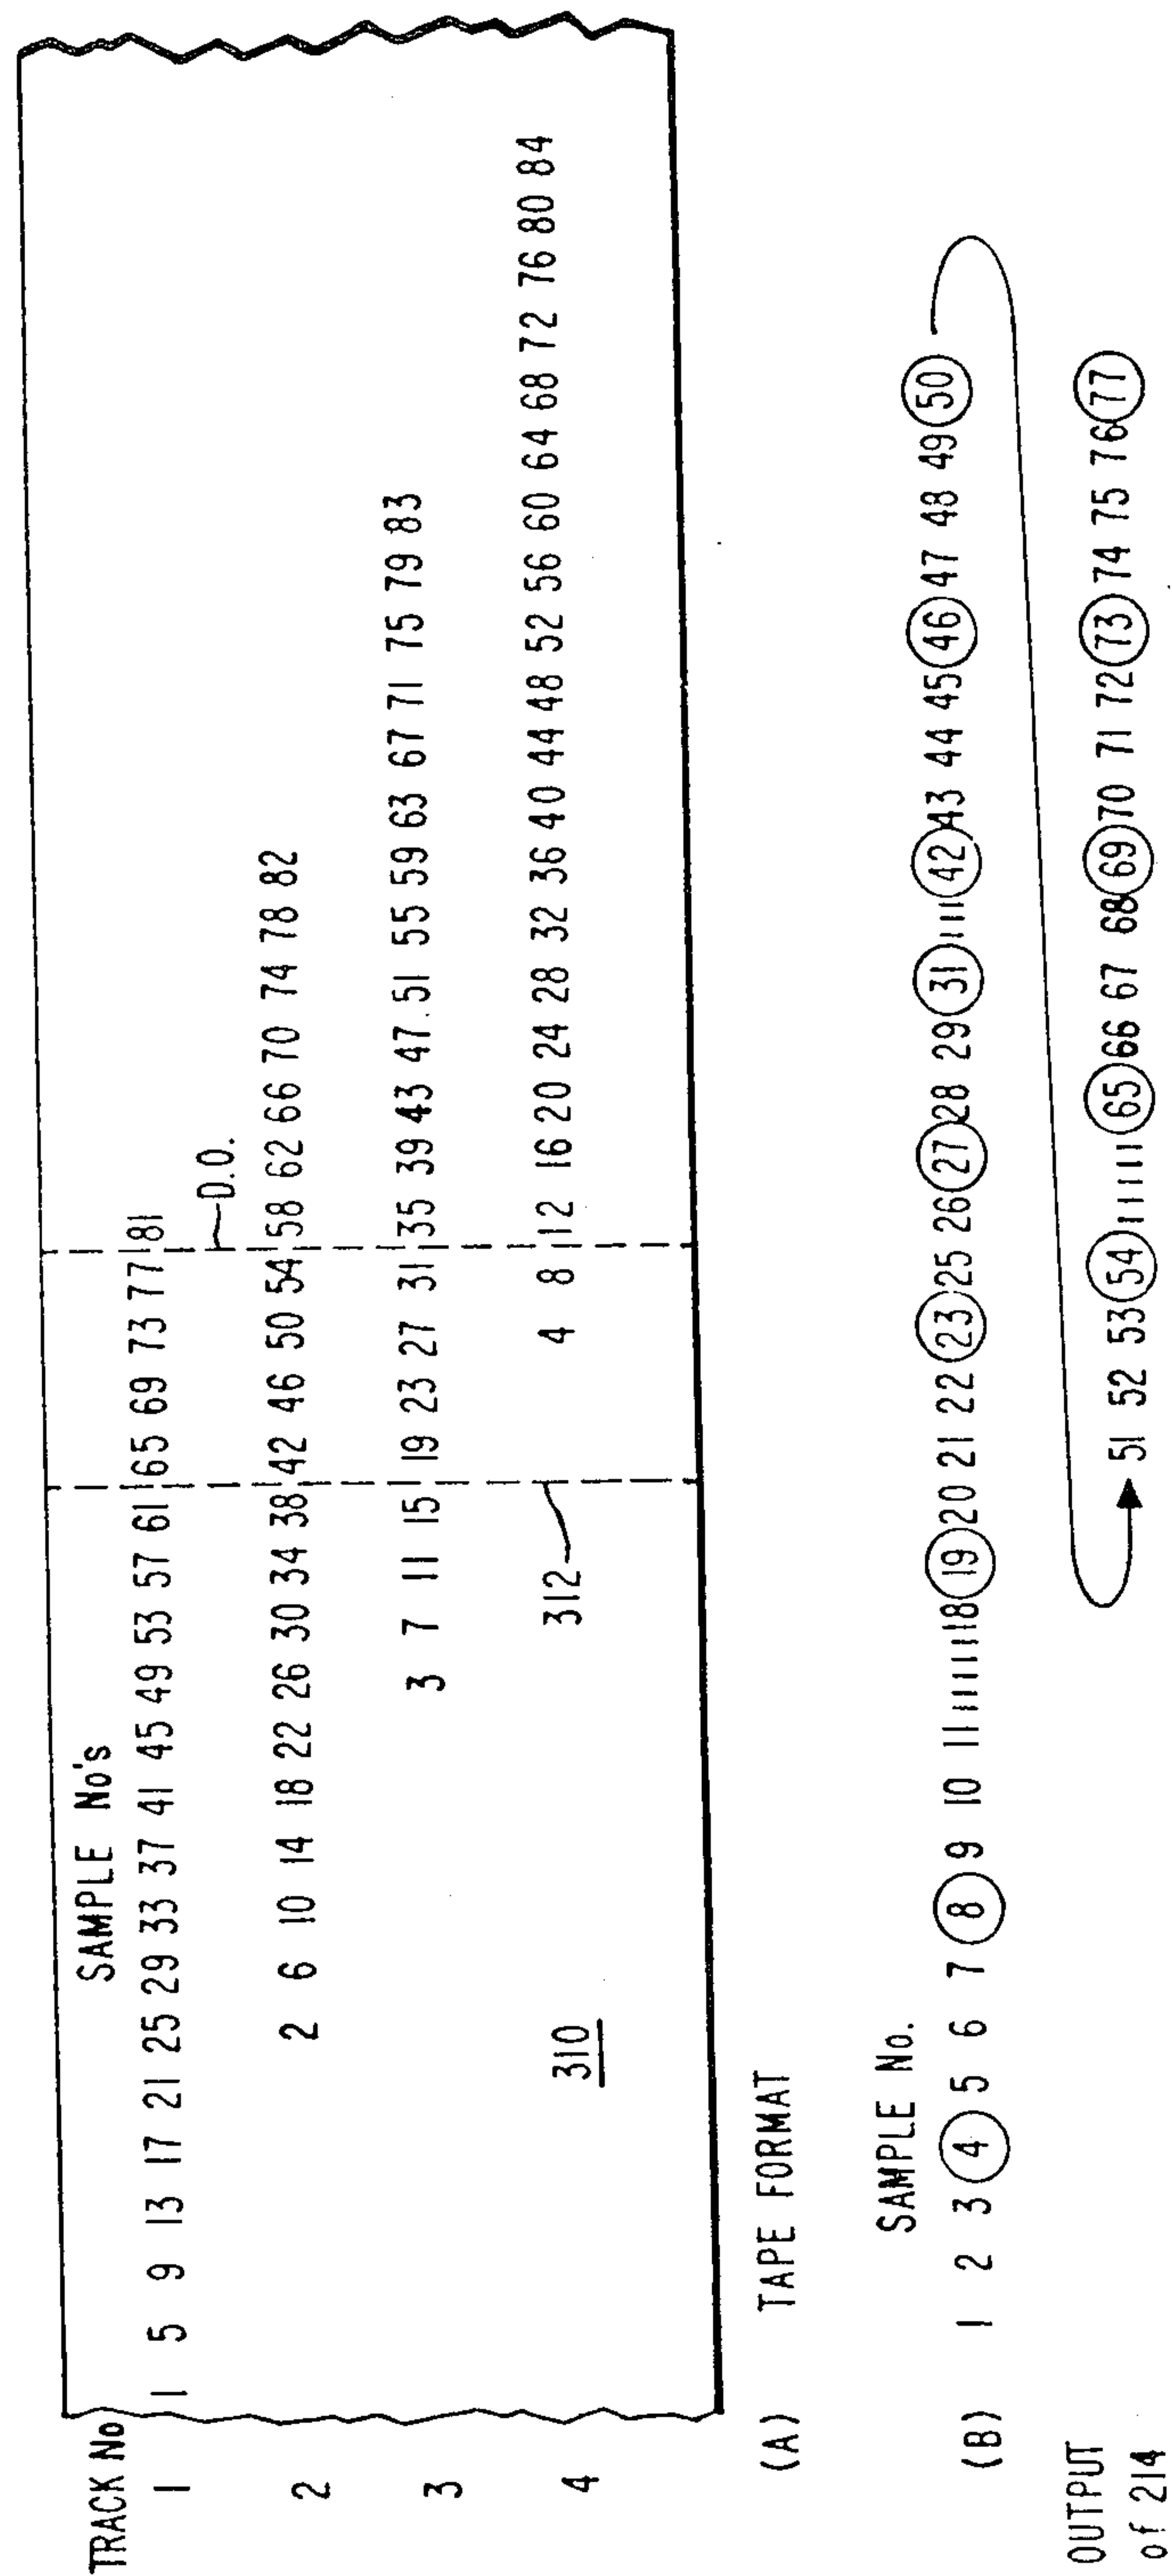 TRACK No
SAMPLE No's
1 1 5 9 13 17 21 25 29 33 37 41 45 49 53 57 61 65 69 73 77 81
D.O.
2 2 6 10 14 18 22 26 30 34 38 42 46 50 54 58 62 66 70 74 78 82
3 3 7 11 15 19 23 27 31 35 39 43 47 51 55 59 63 67 71 75 79 83
4 4 8 12 16 20 24 28 32 36 40 44 48 52 56 60 64 68 72 76 80 84
310
312
(A) TAPE FORMAT
SAMPLE No.
(B) 1 2 3 4 5 6 7 8 9 10 11 18 19 20 21 22 23 25 26 27 28 29 31 42 43 44 45 46 47 48 49 50
OUTPUT
of 214
51 52 53 54 65 66 67 68 69 70 71 72 73 74 75 76 77